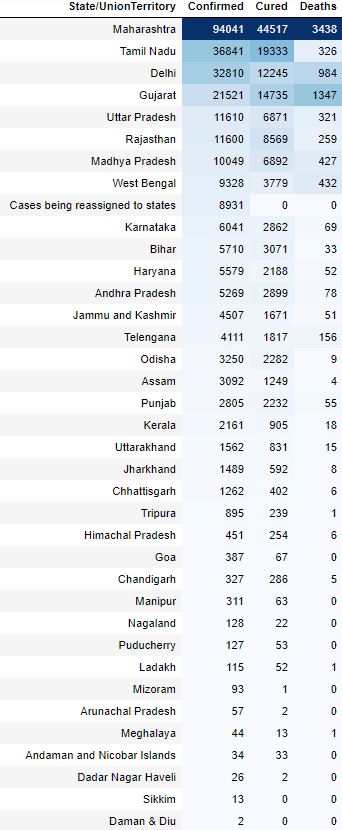 State/UnionTerritory Confirmed Cured Deaths
Maharashtra 94041 44517 3438
Tamil Nadu 36841 19333 326
Delhi 32810 12245 984
Gujarat 21521 14735 1347
Uttar Pradesh 11610 6871 321
Rajasthan 11600 8569 259
Madhya Pradesh 10049 6892 427
West Bengal 9328 3779 432
Cases being reassigned to states 8931 0 0
Karnataka 6041 2862 69
Bihar 5710 3071 33
Haryana 5579 2188 52
Andhra Pradesh 5269 2899 78
Jammu and Kashmir 4507 1671 51
Telengana 4111 1817 156
Odisha 3250 2282 9
Assam 3092 1249 4
Punjab 2805 2232 55
Kerala 2161 905 18
Uttarakhand 1562 831 15
Jharkhand 1489 592 8
Chhattisgarh 1262 402 6
Tripura 895 239 1
Himachal Pradesh 451 254 6
Goa 387 67 0
Chandigarh 327 286 5
Manipur 311 63 0
Nagaland 128 22 0
Puducherry 127 53 0
Ladakh 115 52 1
Mizoram 93 1 0
Arunachal Pradesh 57 2 0
Meghalaya 44 13 1
Andaman and Nicobar Islands 34 33 0
Dadar Nagar Haveli 26 2 0
Sikkim 13 0 0
Daman & Diu 2 0 0